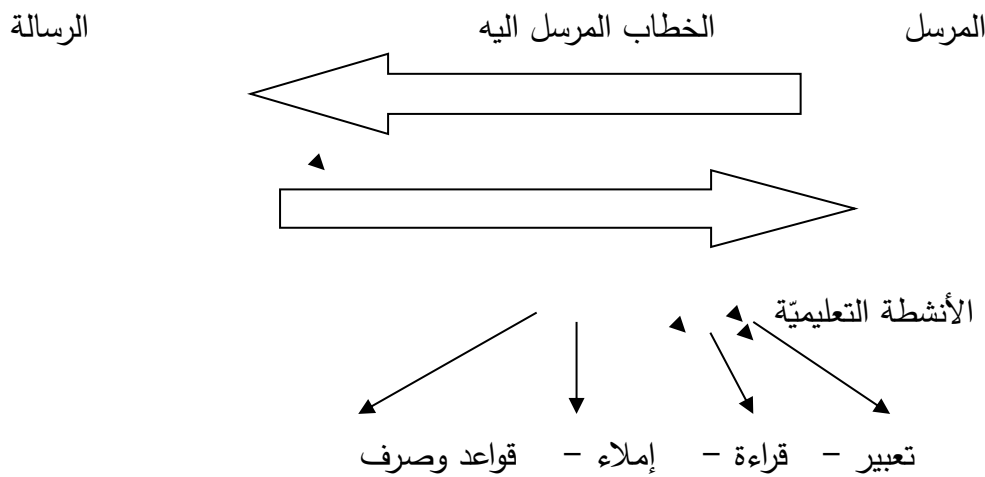 المرسل الخطاب المرسل اليه الرسالة
الأنشطة التعليميّة
تعبير – قراءة – إملاء – قواعد وصرف